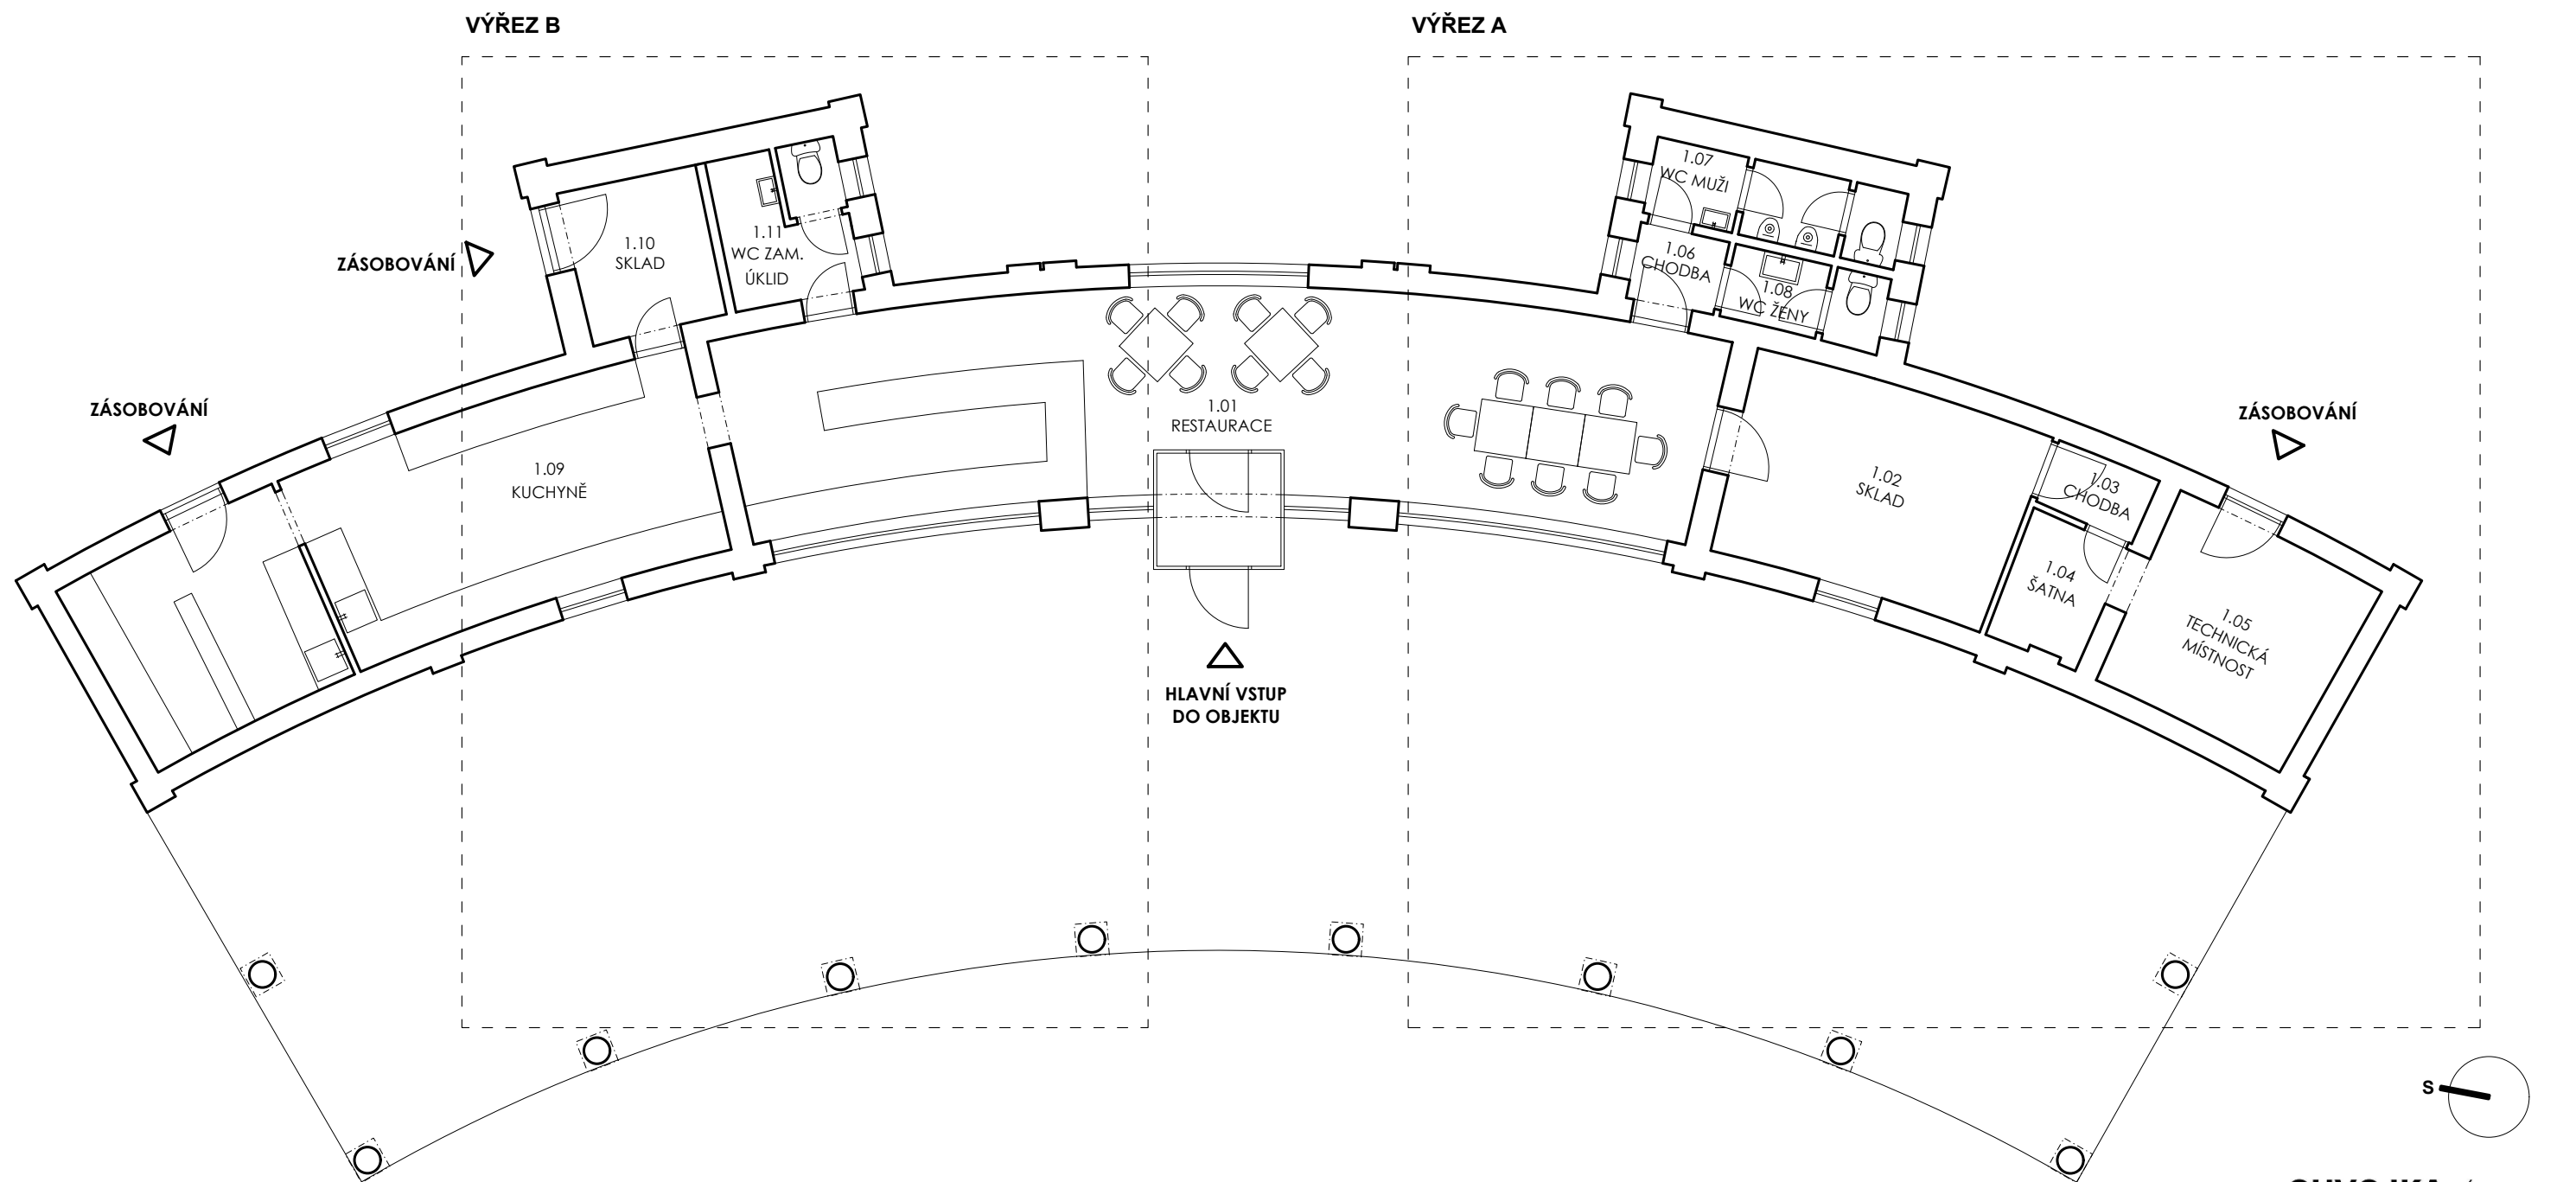 VÝŘEZ B
VÝŘEZ A
1.07
WC MUŽI
1.11
WC ZAM.
ÚKLID
1.10
SKLAD
ZÁSOBOVÁNÍ
1.06
CHODBA
1.08
WC ŽENY
ZÁSOBOVÁNÍ
1.01
RESTAURACE
ZÁSOBOVÁNÍ
1.09
KUCHYNĚ
1.02
SKLAD
1.03
CHODBA
1.04
ŠATNA
1.05
TECHNICKÁ
MÍSTNOST
HLAVNÍ VSTUP
DO OBJEKTU
S